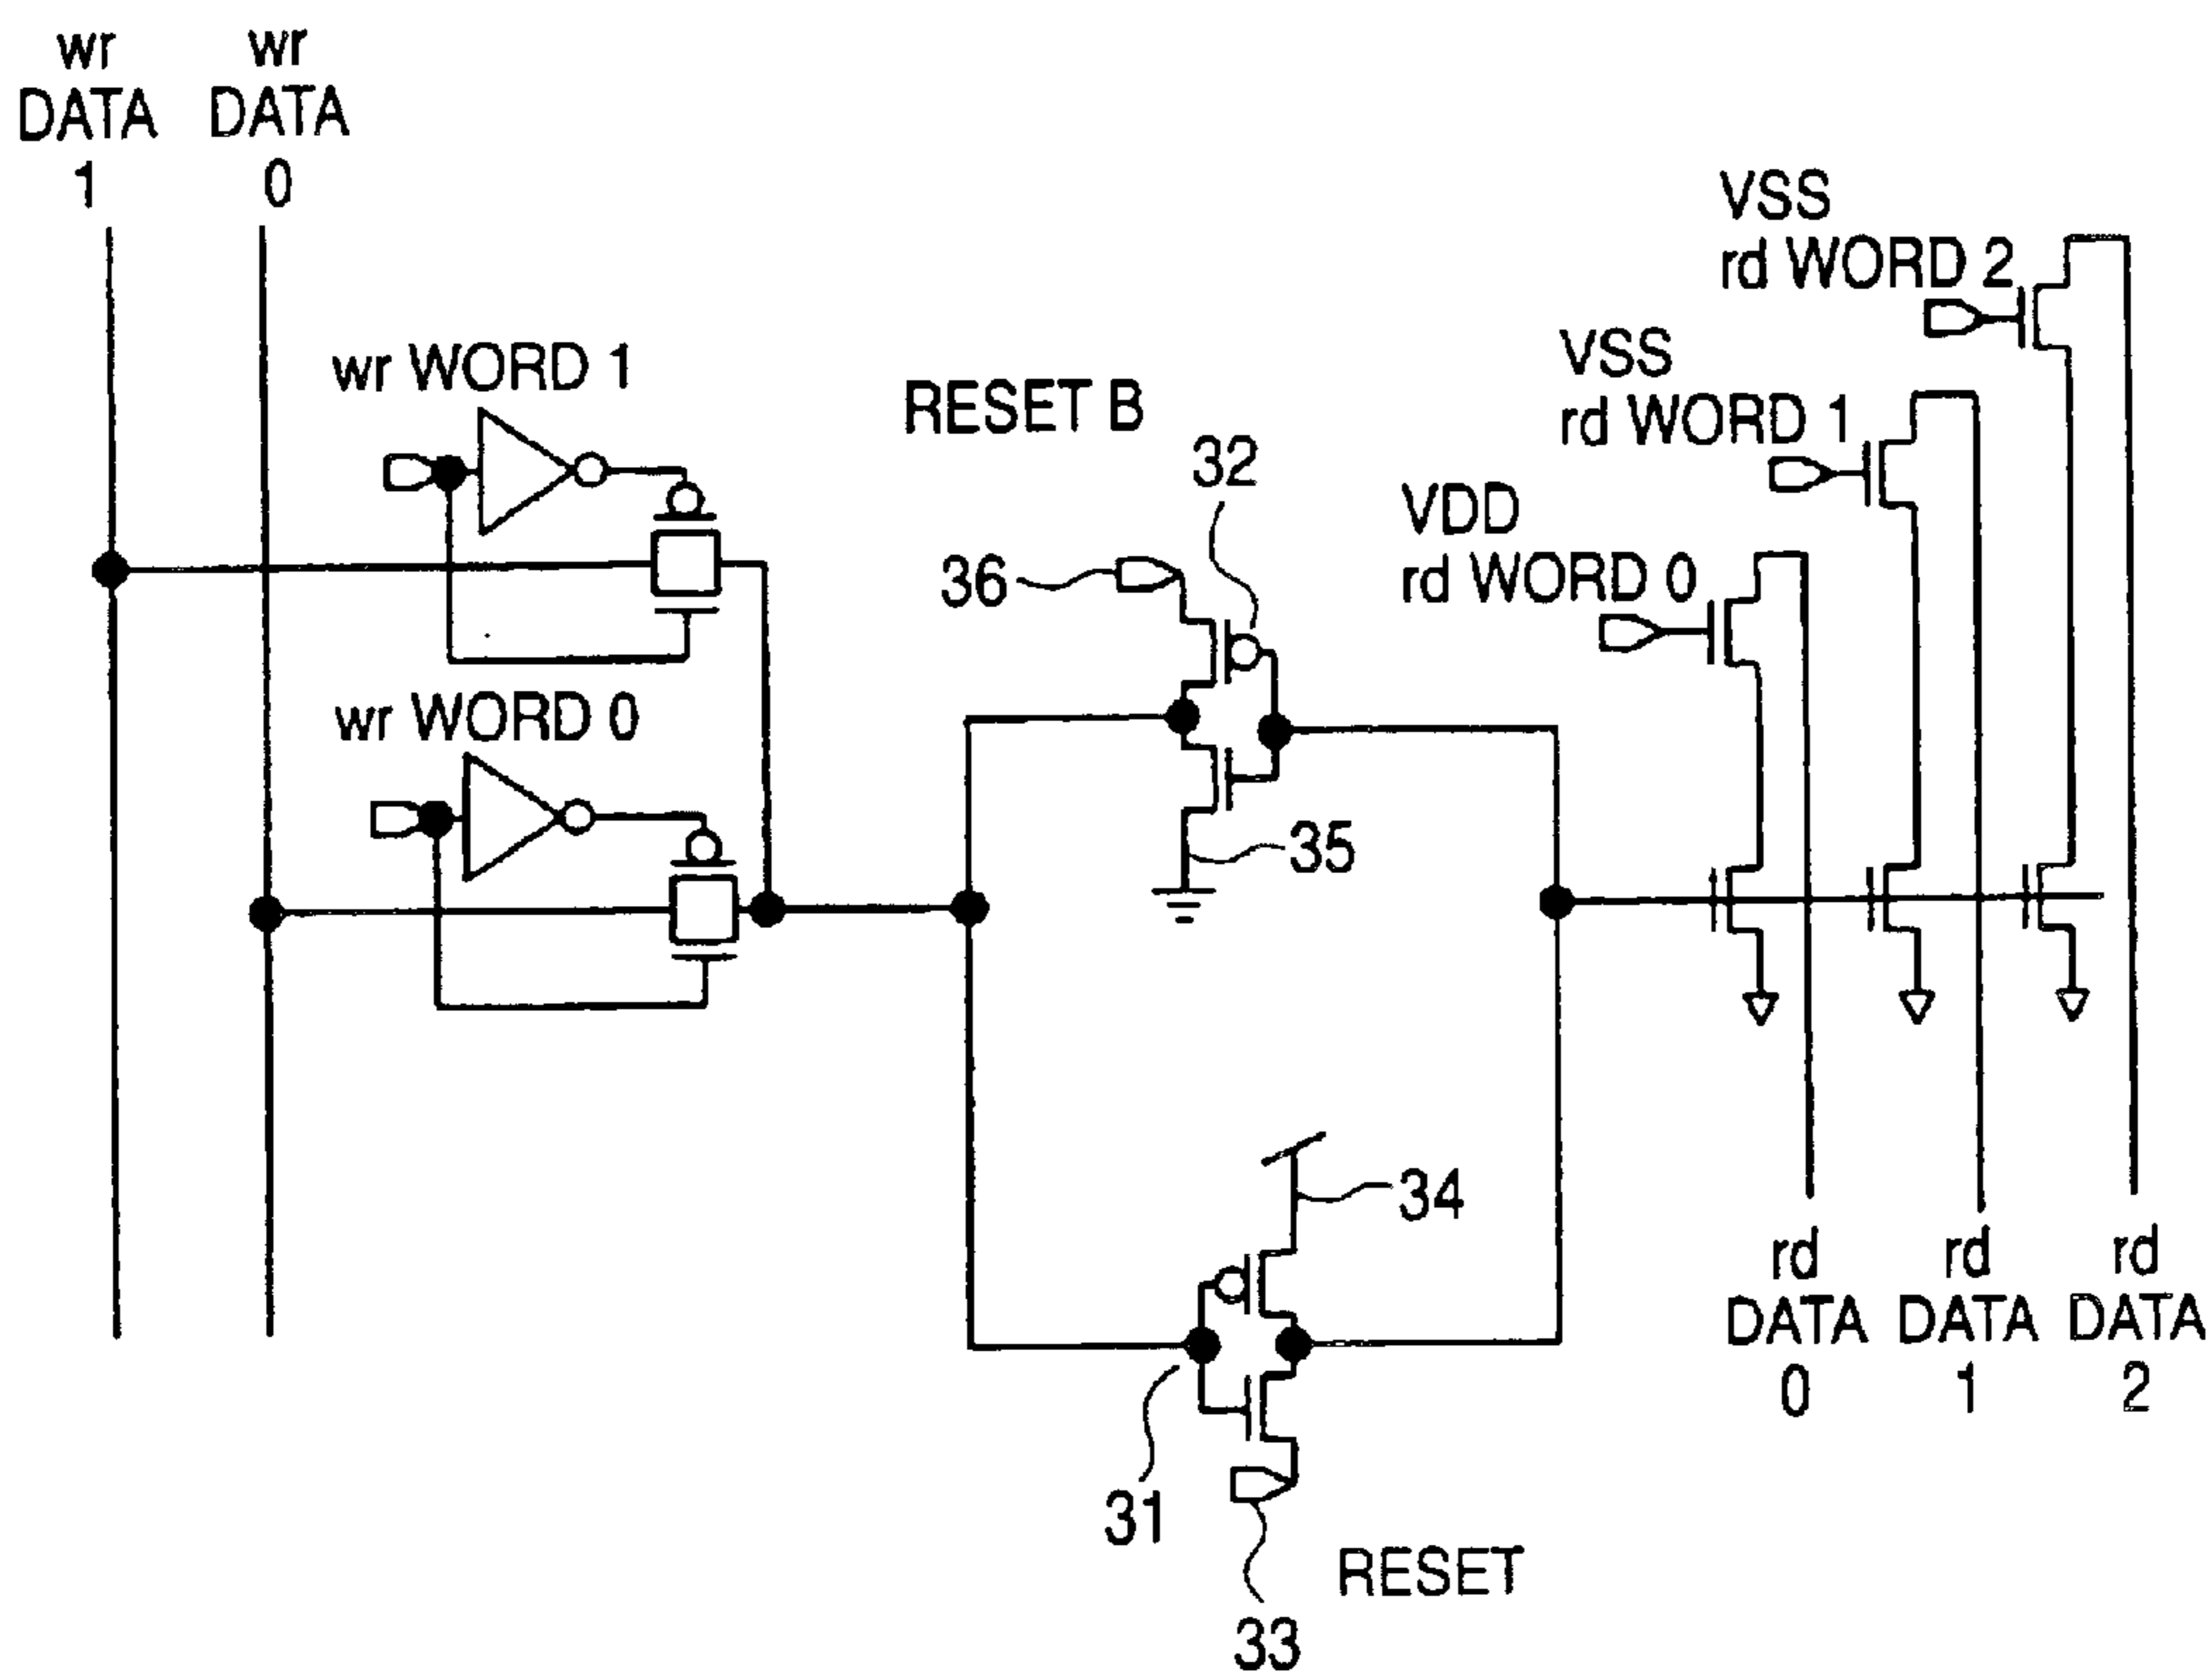 wr
DATA
1
wr
DATA
0
wr WORD 1
wr WORD 0
RESET B
32
36
35
34
31
33
RESET
VSS
rd WORD 2
VSS
rd WORD 1
VDD
rd WORD 0
rd
DATA
0
rd
DATA
1
rd
DATA
2